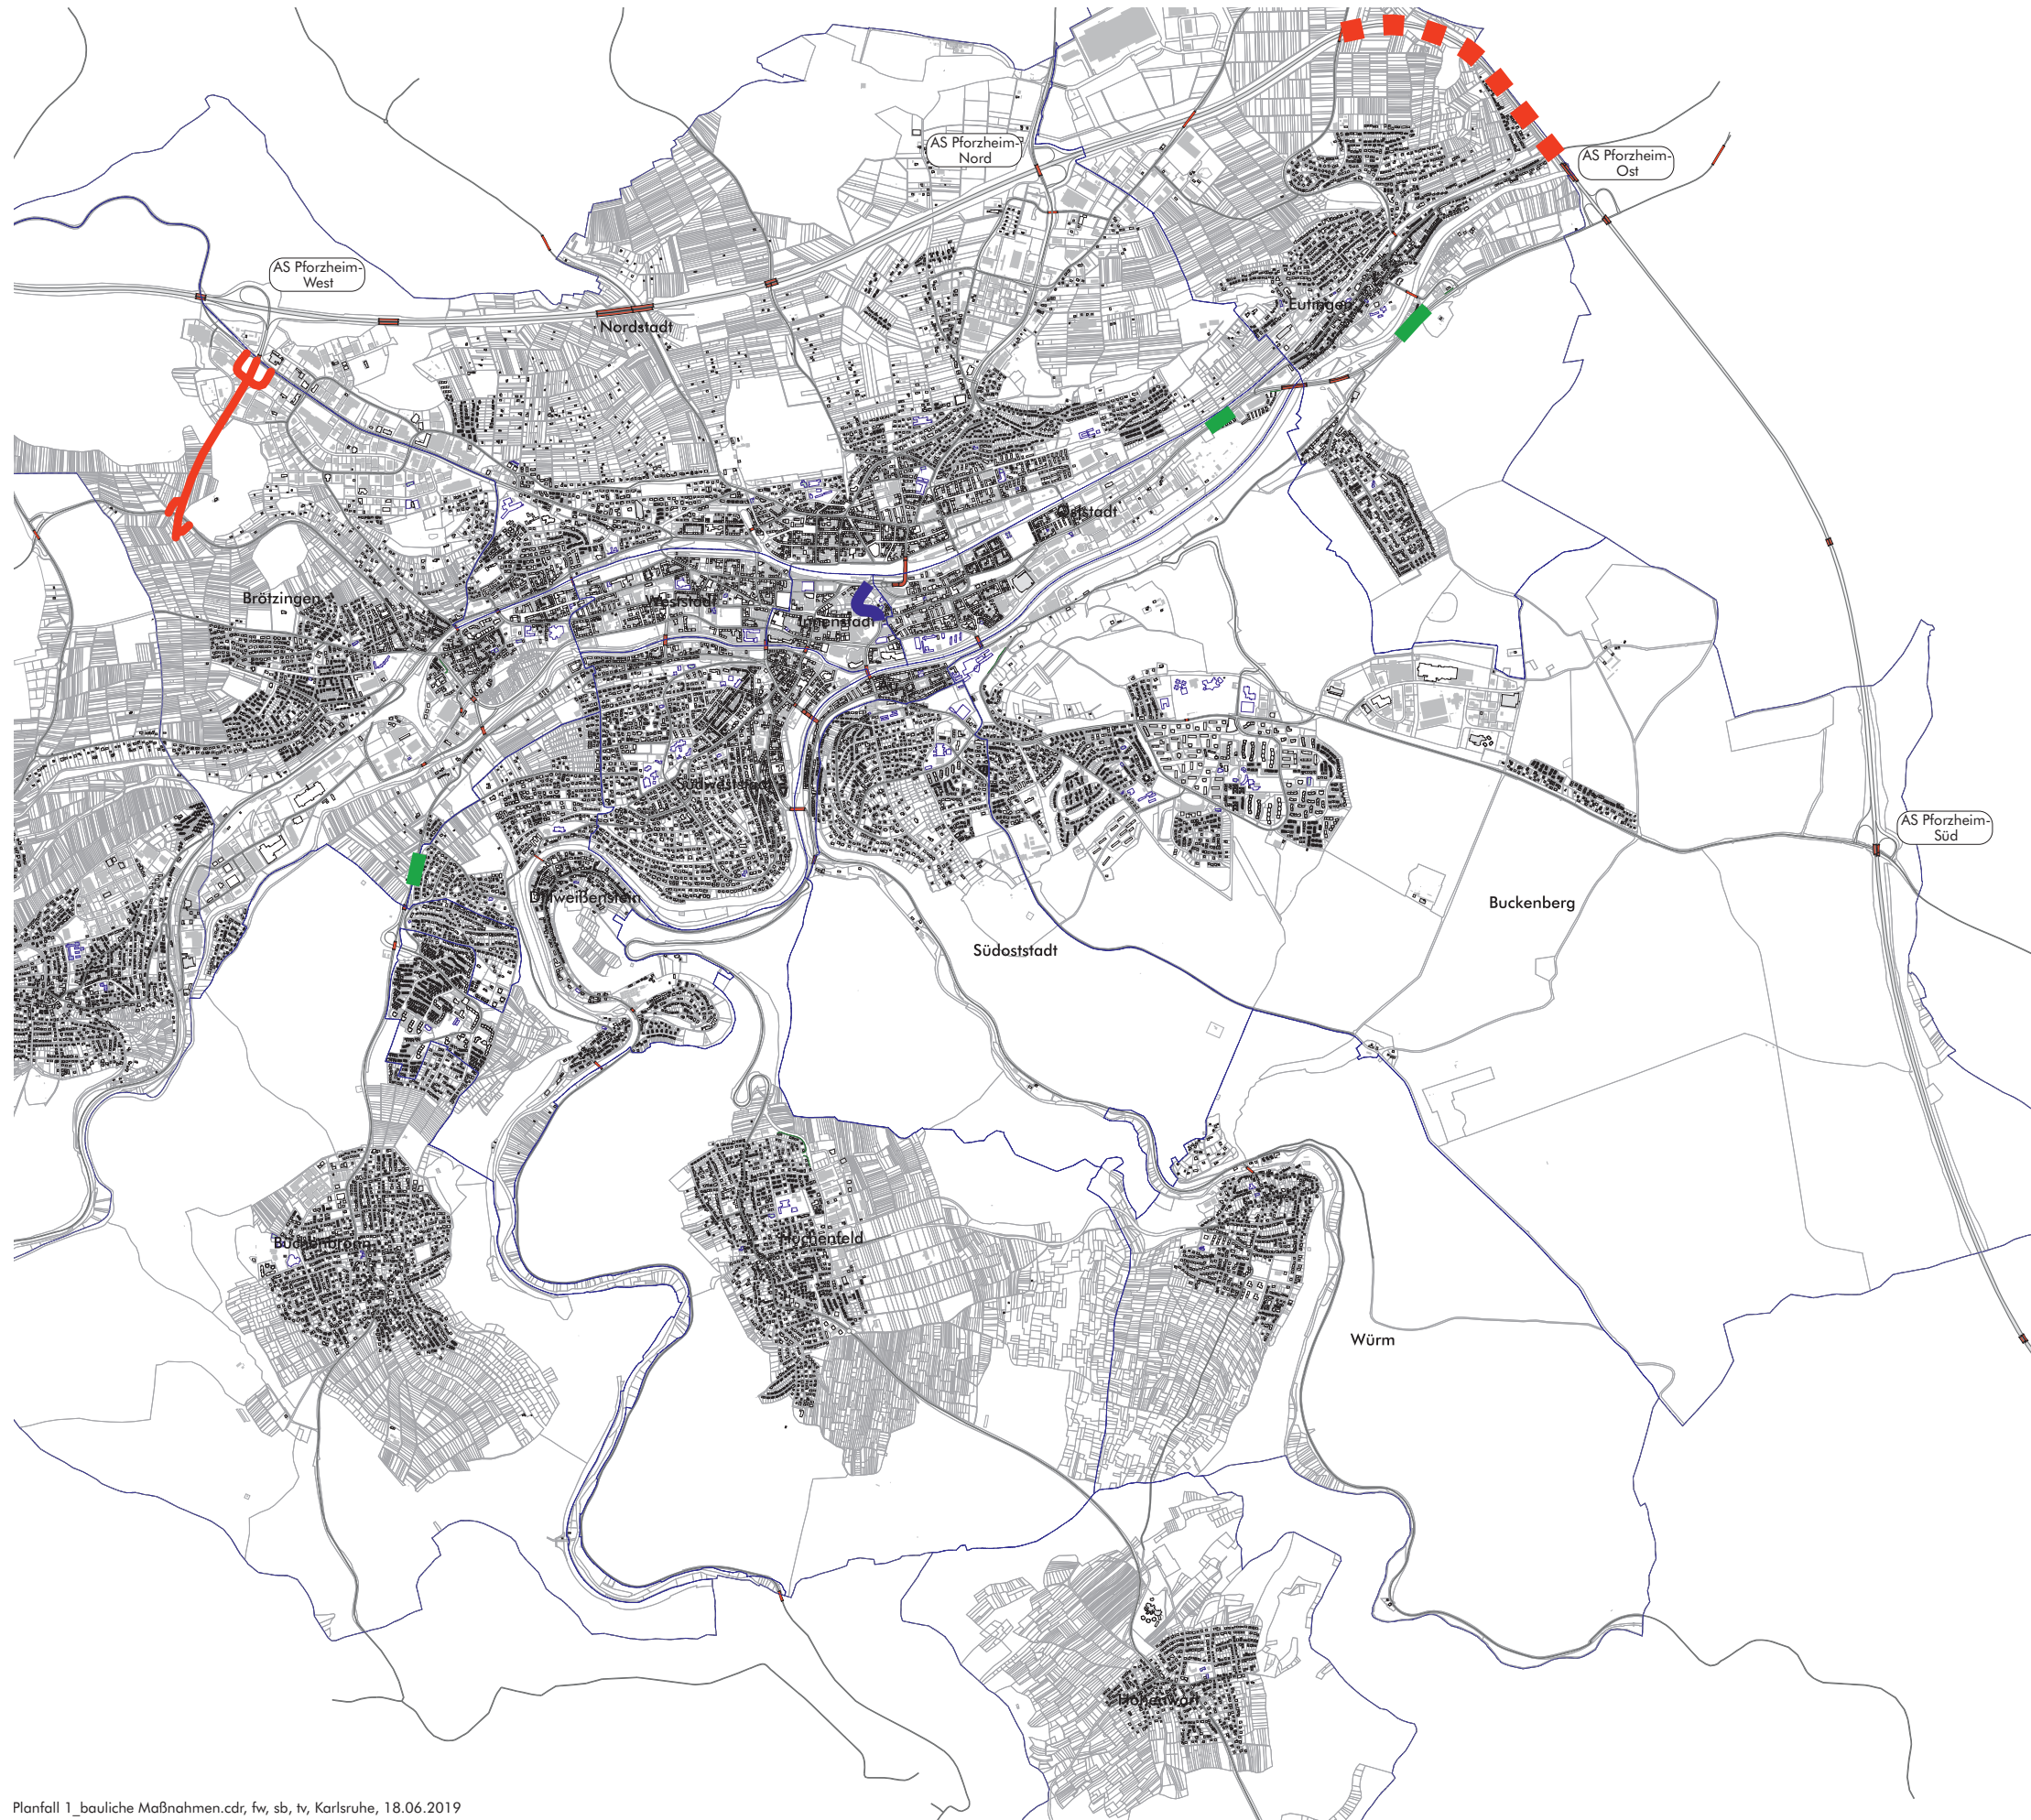 AS Pforzheim-
Nord
AS Pforzheim-
Ost
AS Pforzheim-
West
Eutingen
Nordstadt
Oststadt
Brötzingen
Weststadt
Innenstadt
Südweststadt
AS Pforzheim-
Süd
Dillweißenstein
Buckenberg
Südoststadt
Büchenbronn
Huchenfeld
Würm
Hohenwart
Planfall 1_bauliche Maßnahmen.cdr, fw, sb, tv, Karlsruhe, 18.06.2019